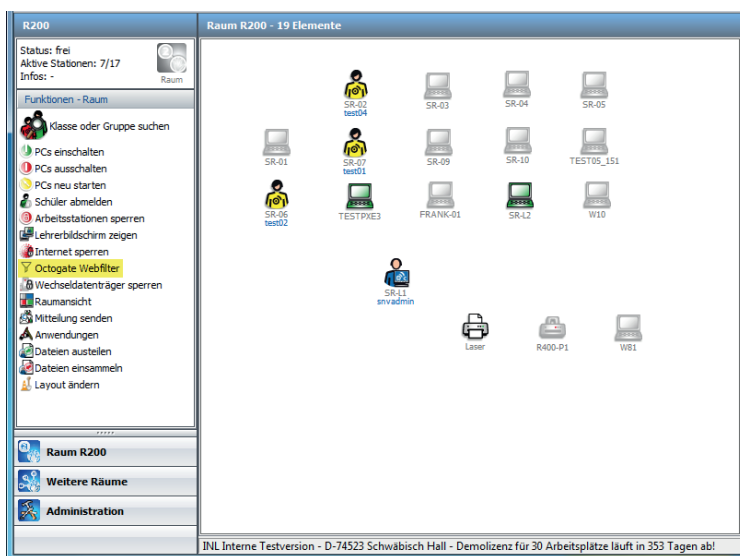 R200
Status: frei
Aktive Stationen: 7/17
Infos: -
Raum
Funktionen - Raum
Klasse oder Gruppe suchen
PCs einschalten
PCs ausschalten
PCs neu starten
Schüler abmelden
Arbeitsstationen sperren
Lehrerbildschirm zeigen
Internet sperren
Octogate Webfilter
Wechseldatenträger sperren
Raumansicht
Mitteilung senden
Anwendungen
Dateien austeilen
Dateien einsammeln
Layout ändern
Raum R200
Weitere Räume
Administration
Raum R200 - 19 Elemente
SR-02 SR-03 SR-04 SR-05
test04
SR-01 SR-07 SR-09 SR-10 TEST05_151
test01
SR-06 TESTPXE3 FRANK-01 SR-L2 W10
test02
SR-L1
snvadmin
Laser R400-P1 W81
INL Interne Testversion - D-74523 Schwäbisch Hall - Demolizenz für 30 Arbeitsplätze läuft in 353 Tagen ab!